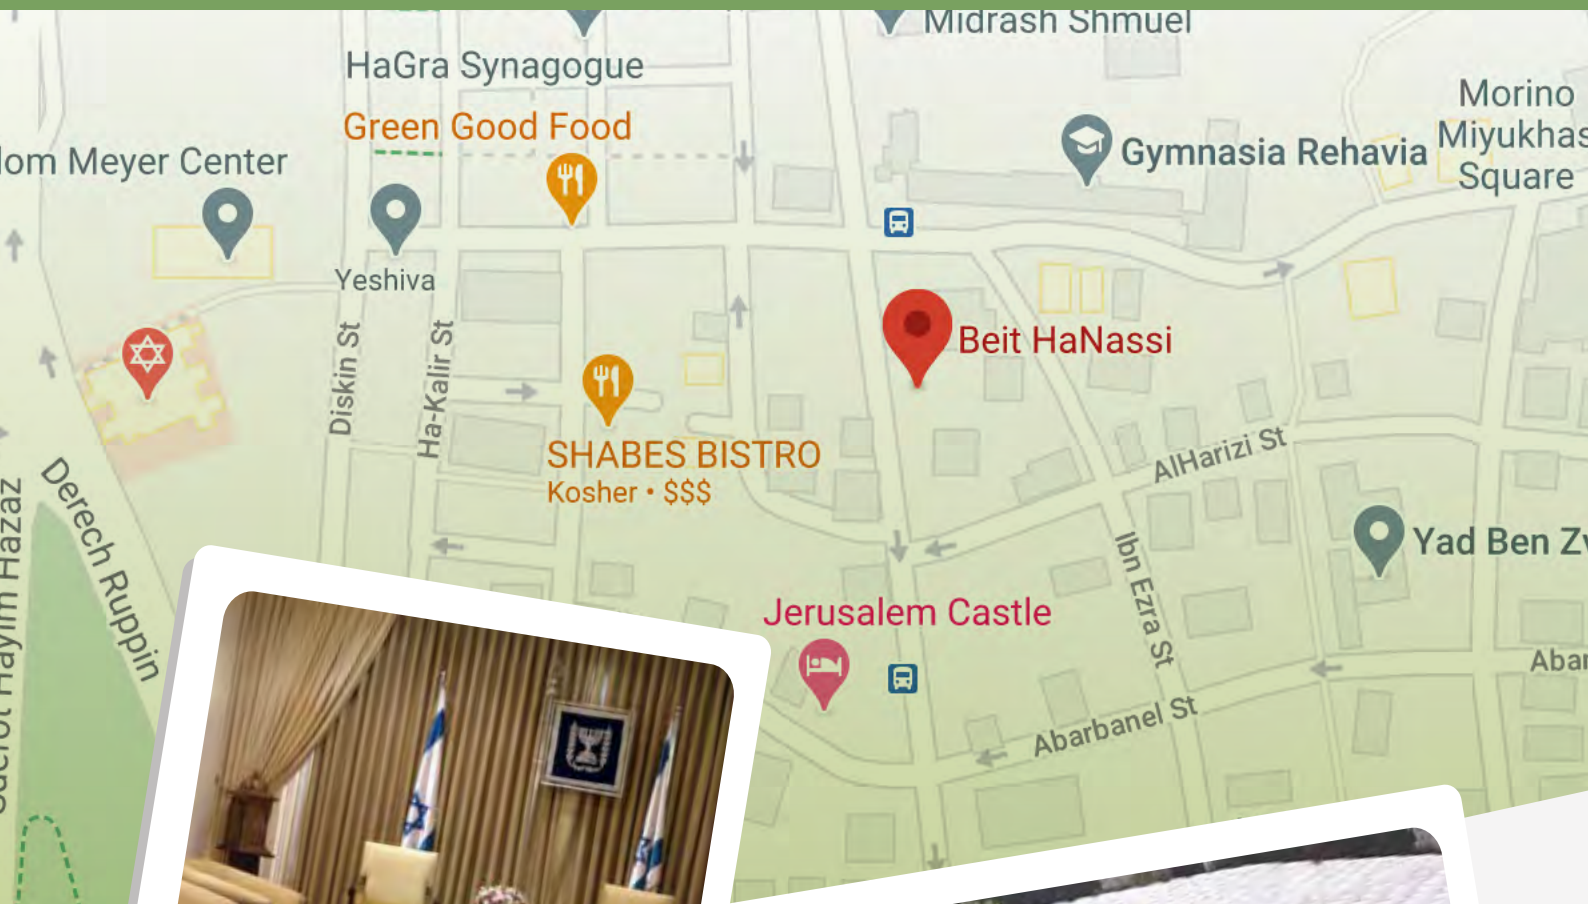 Midrash Shmuel
HaGra Synagogue
Green Good Food
Morino
Miyukhas
Square
Gymnasia Rehavia
lom Meyer Center
Yeshiva
Beit HaNassi
Diskin St
Ha-Kalir St
SHABES BISTRO
Kosher • $$$
AlHarizi St
Derech Ruppin
Hayim Hazaz
Ibn Ezra St
Yad Ben Zv
Jerusalem Castle
Abar
Abarbanel St